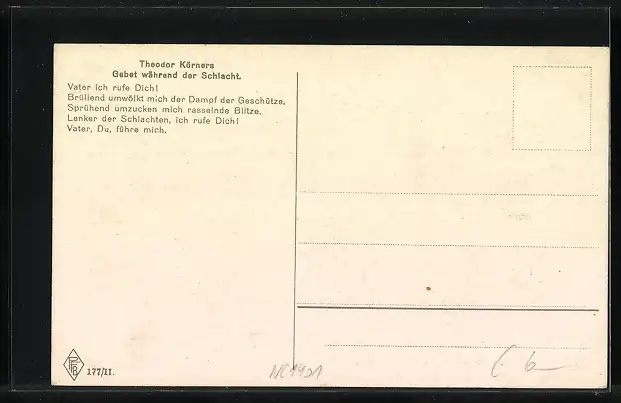 Theodor Körners
Gebet während der Schlacht.
Vater ich rufe Dich!
Brüllend umwölkt mich der Dampf der Geschütze,
Sprühend umzucken mich rasselnde Blitze.
Lenker der Schlachten, ich rufe Dich!
Vater, Du, führe mich.
177/II.